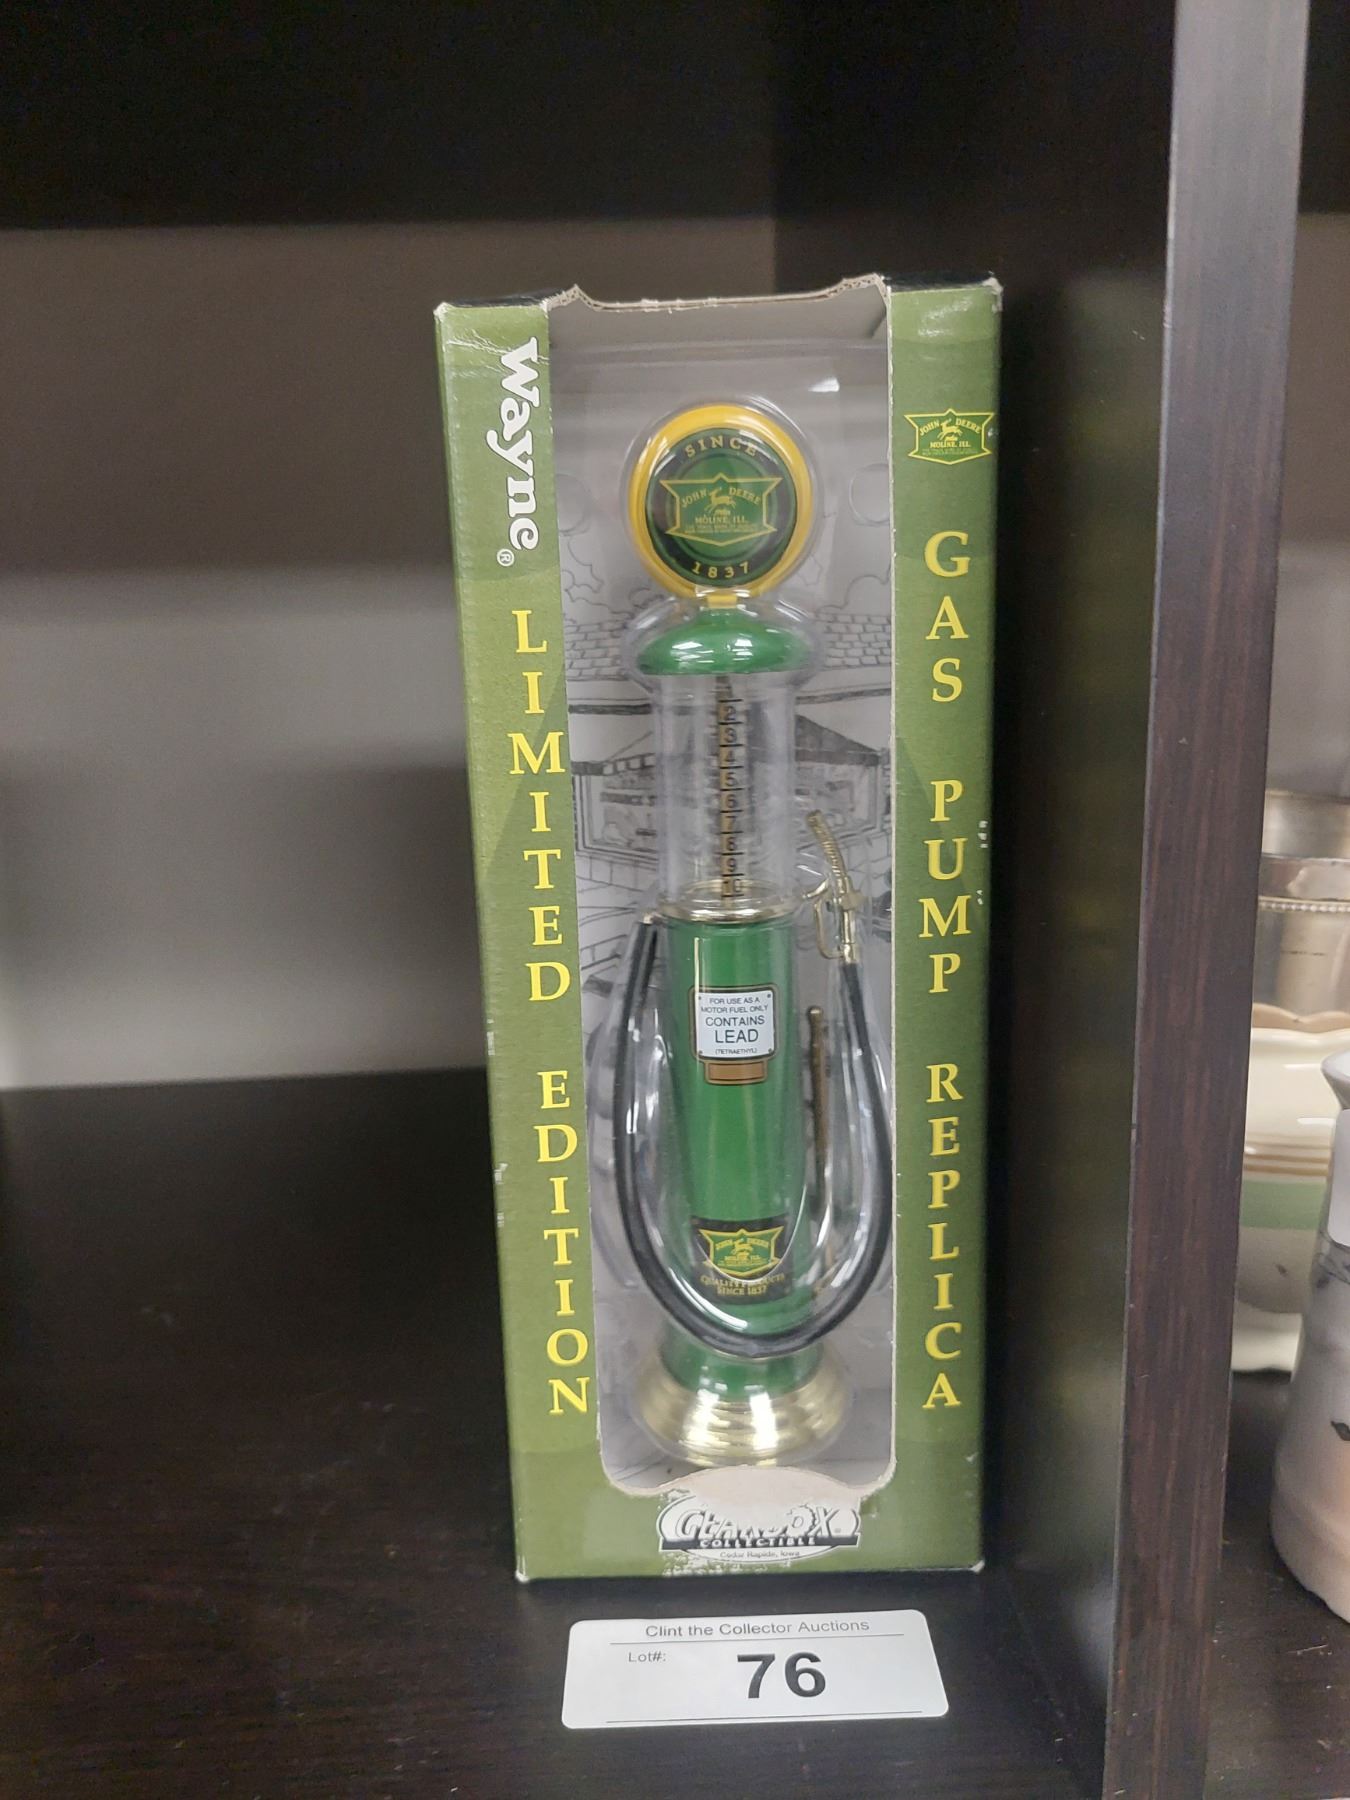 Wayne®
LIMITED EDITION
JOHN DEERE
MOLINE, ILL.
GAS PUMP REPLICA
SINCE
JOHN DEERE
MOLINE, ILL.
1837
2
3
4
5
6
7
8
9
10
FOR USE AS A
MOTOR FUEL ONLY
CONTAINS
LEAD
(TETRAETHYL)
JOHN DEERE
MOLINE, ILL.
QUALITY PRODUCTS
SINCE 1837
GEARBOX
COLLECTIBLE
Cedar Rapids, Iowa
Clint the Collector Auctions
Lot#: 76